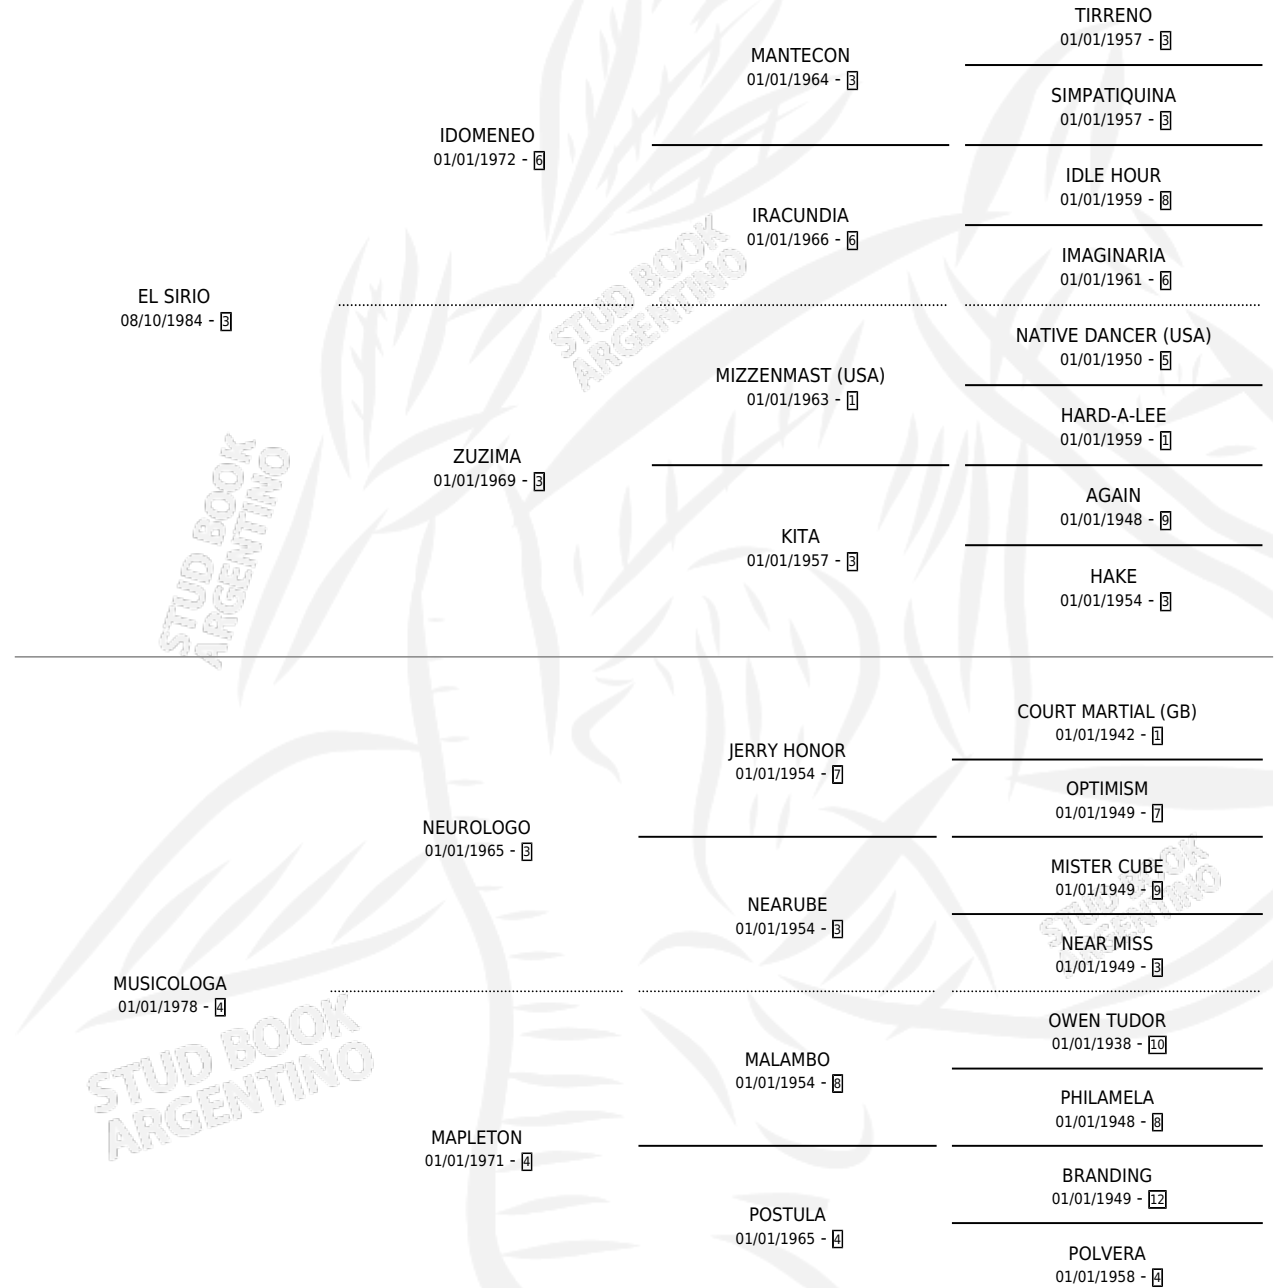 TIRRENO
01/01/1957 - 3
MANTECON
01/01/1964 - 3
SIMPATIQUINA
01/01/1957 - 3
IDOMENEO
01/01/1972 - 6
IDLE HOUR
01/01/1959 - 8
IRACUNDIA
01/01/1966 - 6
IMAGINARIA
01/01/1961 - 6
EL SIRIO
08/10/1984 - 3
STUD BOOK
ARGENTINO
NATIVE DANCER (USA)
01/01/1950 - 5
MIZZENMAST (USA)
01/01/1963 - 1
HARD-A-LEE
01/01/1959 - 1
ZUZIMA
01/01/1969 - 3
AGAIN
01/01/1948 - 9
KITA
01/01/1957 - 3
HAKE
01/01/1954 - 3
STUD BOOK
ARGENTINO
COURT MARTIAL (GB)
01/01/1942 - 1
JERRY HONOR
01/01/1954 - 7
OPTIMISM
01/01/1949 - 7
NEUROLOGO
01/01/1965 - 3
MISTER CUBE
01/01/1949 - 9
NEARUBE
01/01/1954 - 3
NEAR MISS
01/01/1949 - 3
STUD BOOK
ARGENTINO
MUSICOLOGA
01/01/1978 - 4
OWEN TUDOR
01/01/1938 - 10
MALAMBO
01/01/1954 - 8
PHILAMELA
01/01/1948 - 8
STUD BOOK
ARGENTINO
MAPLETON
01/01/1971 - 4
BRANDING
01/01/1949 - 12
POSTULA
01/01/1965 - 4
POLVERA
01/01/1958 - 4